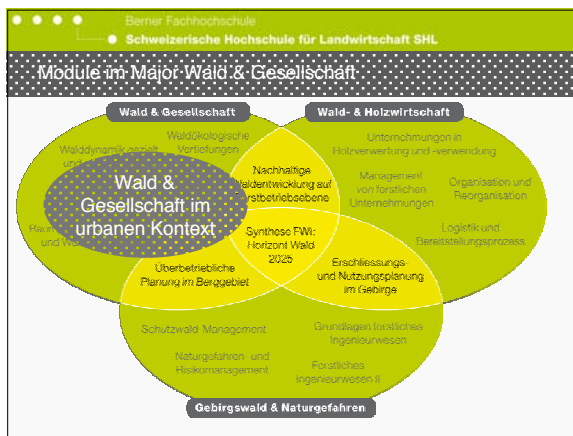 Berner Fachhochschule
Schweizerische Hochschule für Landwirtschaft SHL
Module im Major Wald & Gesellschaft
Wald & Gesellschaft
Wald- & Holzwirtschaft
Waldökologische
Vertiefungen
Walddynamik gezielt
und
Wald &
Gesellschaft im
urbanen Kontext
und
Nachhaltige
Waldentwicklung auf
Forstbetriebsebene
Unternehmungen in
Holzverwertung und -verwendung
Management
von forstlichen
Unternehmungen
Organisation und
Reorganisation
Logistik und
Bereitstellungsprozess
Synthese FWI:
Horizont Wald
2025
Überbetriebliche
Planung im Berggebiet
Erschliessungs-
und Nutzungsplanung
im Gebirge
Schutzwald-Management
Grundlagen forstliches
Ingenieurwesen
Naturgefahren- und
Risikomanagement
Forstliches
Ingenieurwesen II
Gebirgswald & Naturgefahren